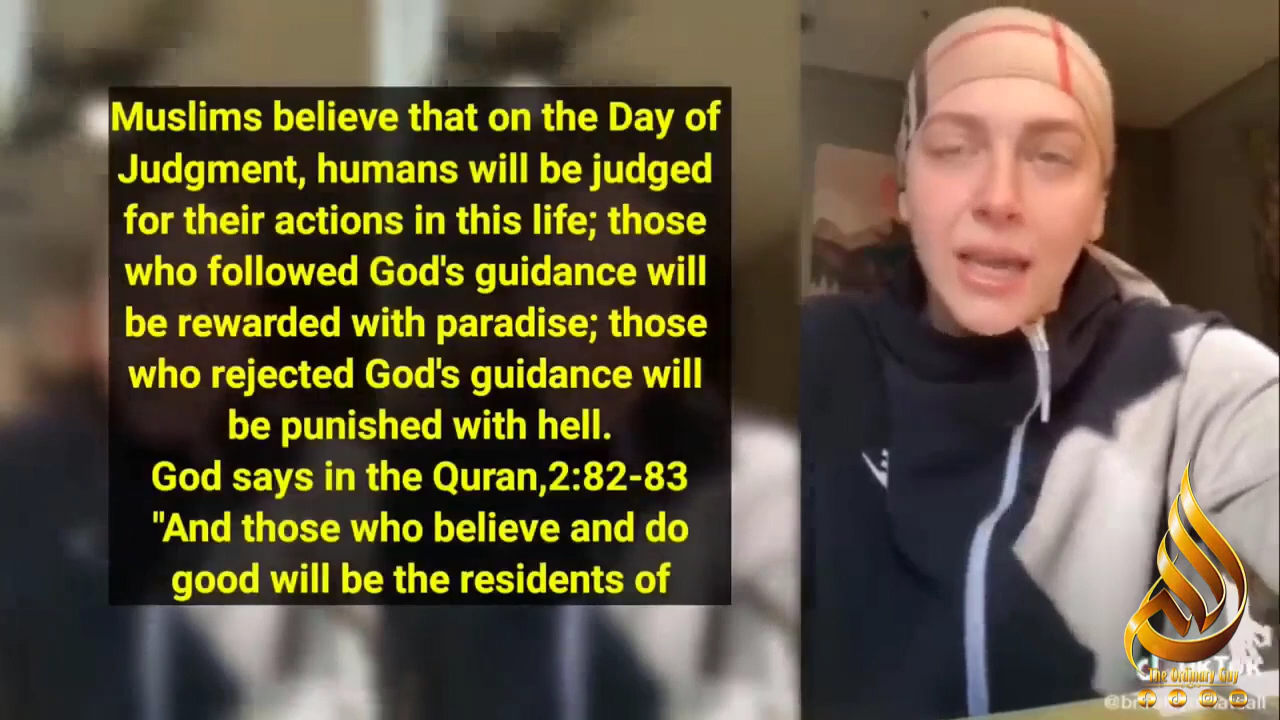 Muslims believe that on the Day of
Judgment, humans will be judged
for their actions in this life; those
who followed God's guidance will
be rewarded with paradise; those
who rejected God's guidance will
be punished with hell.
God says in the Quran,2:82-83
"And those who believe and do
good will be the residents of
The Ordinary Guy